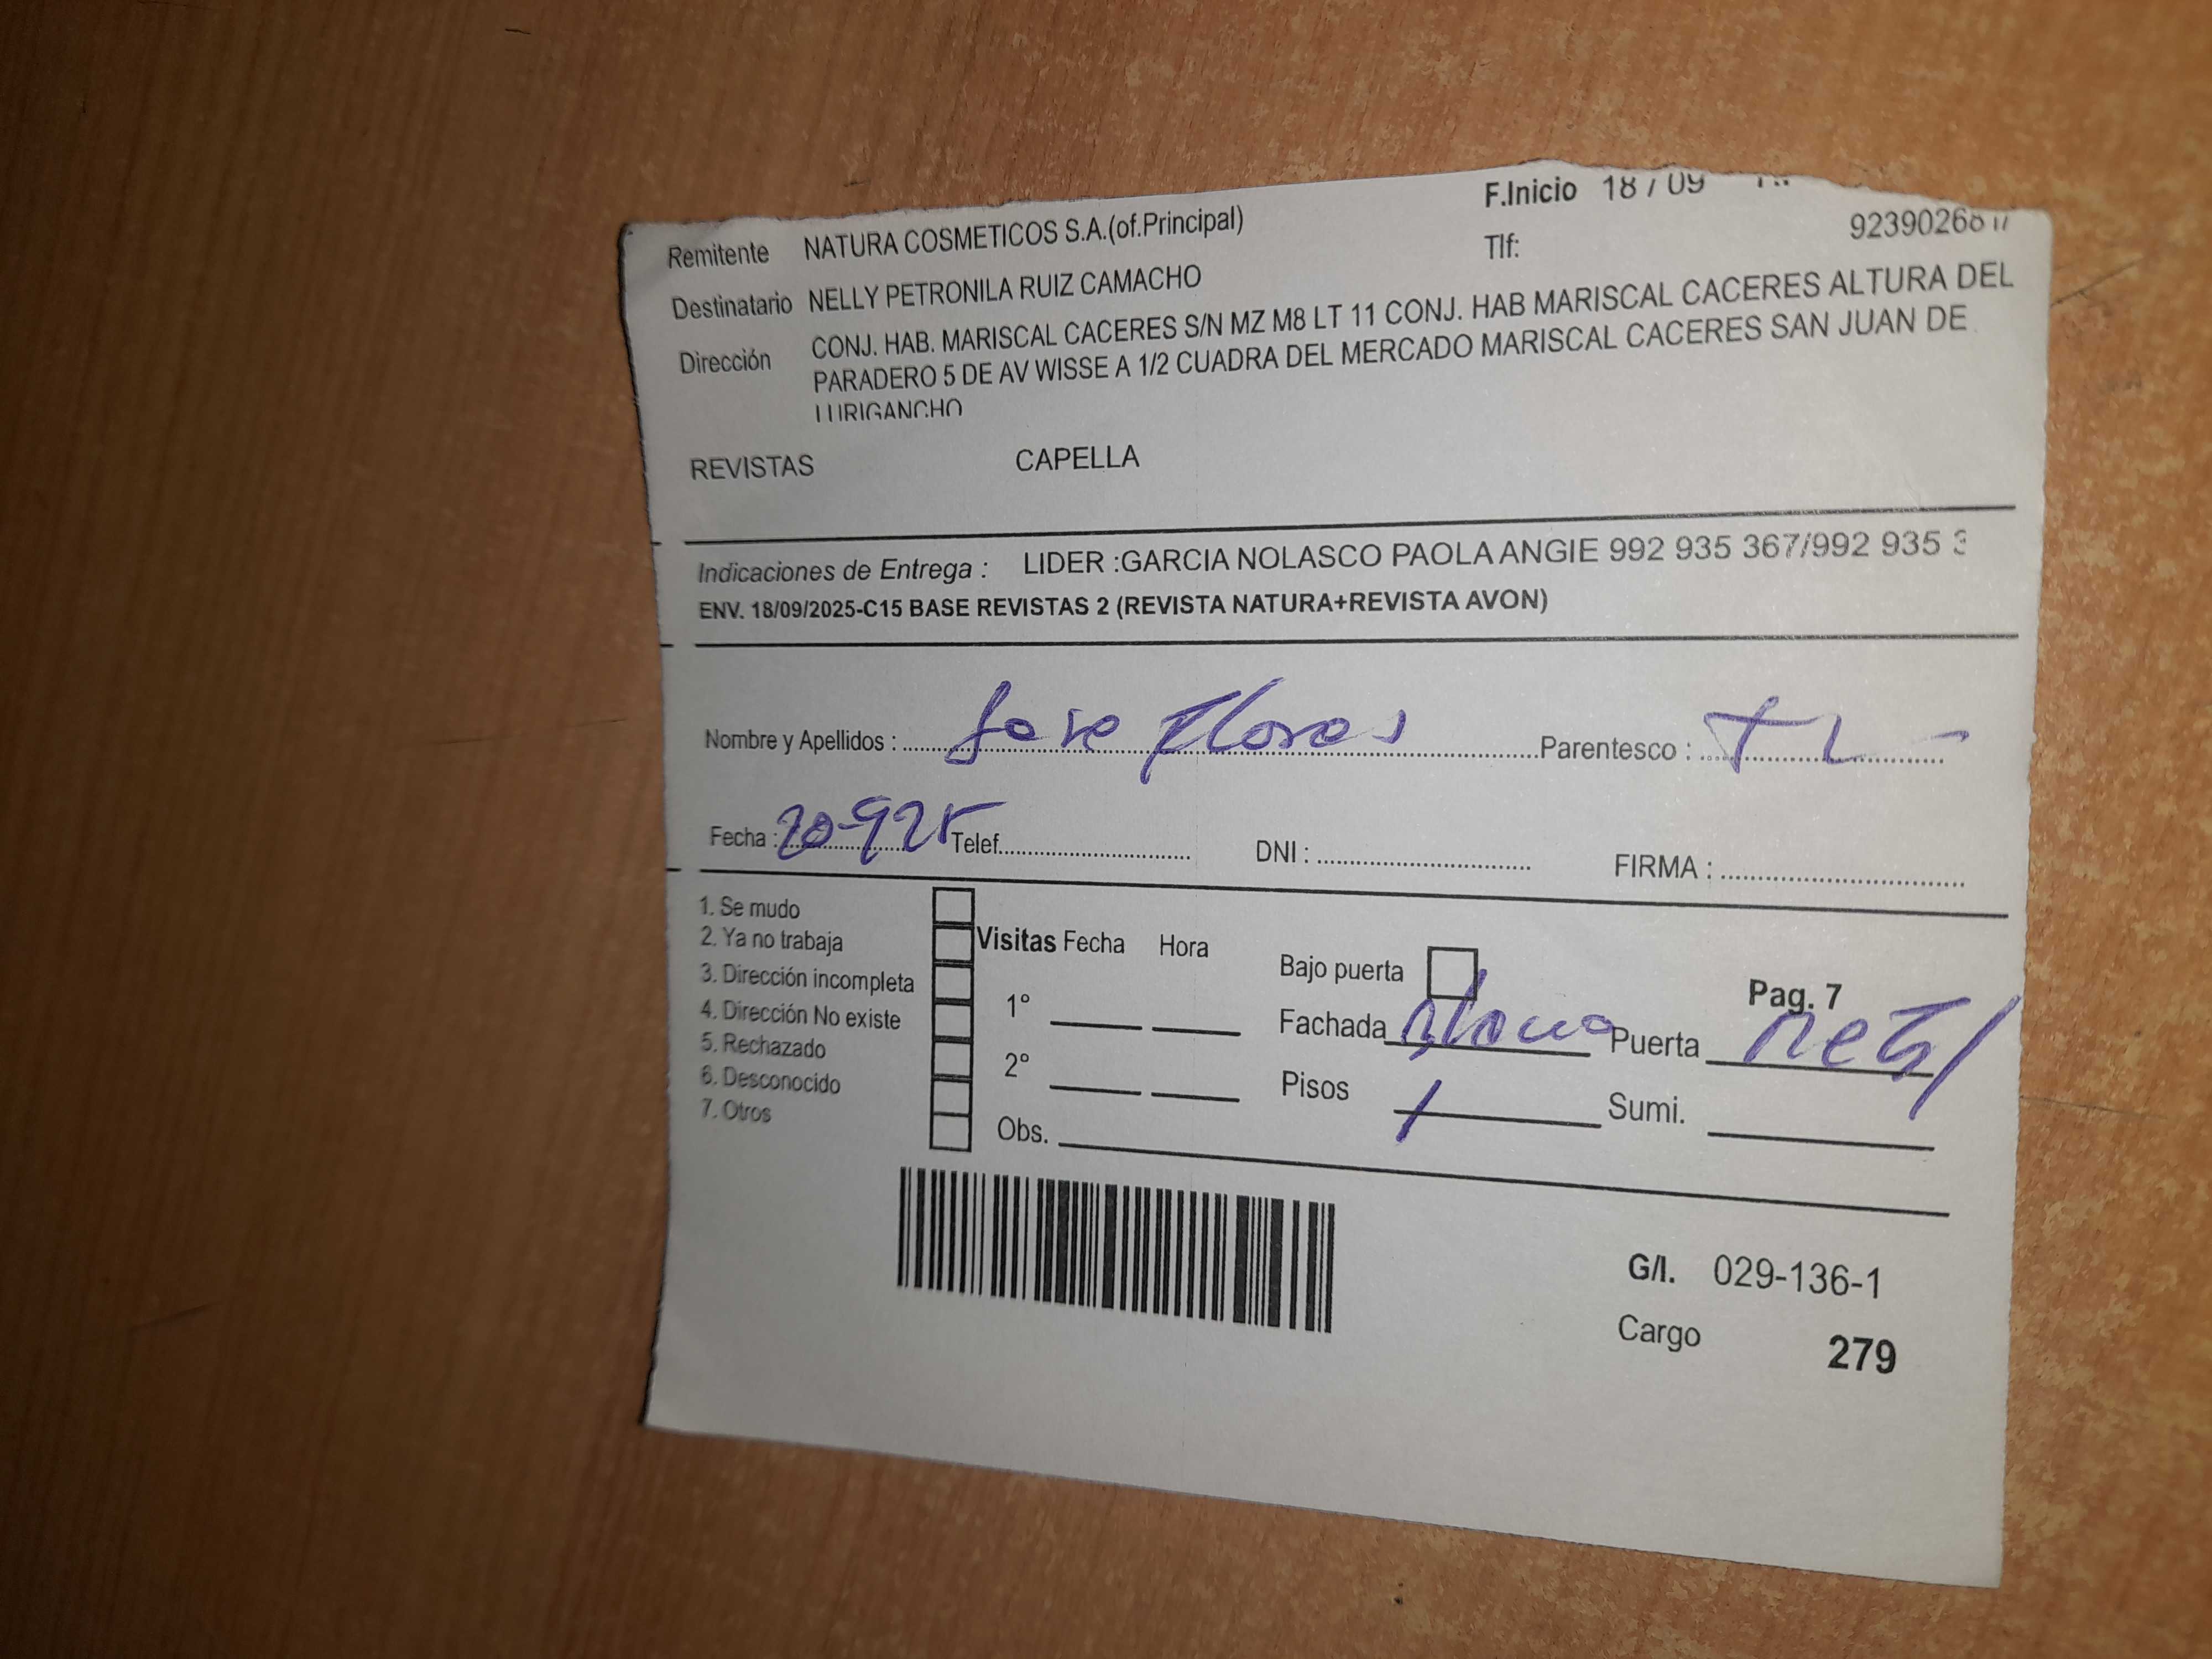 F.Inicio 18 / 09
Remitente NATURA COSMETICOS S.A.(of.Principal) Tlf: 923902681
Destinatario NELLY PETRONILA RUIZ CAMACHO
Dirección CONJ. HAB. MARISCAL CACERES S/N MZ M8 LT 11 CONJ. HAB MARISCAL CACERES ALTURA DEL
PARADERO 5 DE AV WISSE A 1/2 CUADRA DEL MERCADO MARISCAL CACERES SAN JUAN DE
LURIGANCHO
REVISTAS CAPELLA
Indicaciones de Entrega : LIDER :GARCIA NOLASCO PAOLA ANGIE 992 935 367/992 935 3
ENV. 18/09/2025-C15 BASE REVISTAS 2 (REVISTA NATURA+REVISTA AVON)
Nombre y Apellidos : Jose Flores Parentesco :
Fecha : 20-925 Telef. DNI : FIRMA :
1. Se mudo
2. Ya no trabaja
3. Dirección incompleta
4. Dirección No existe
5. Rechazado
6. Desconocido
7. Otros
Visitas Fecha Hora
1°
2°
Obs.
Bajo puerta
Pag. 7
Fachada Puerta
Pisos 1 Sumi.
G/I. 029-136-1
Cargo 279